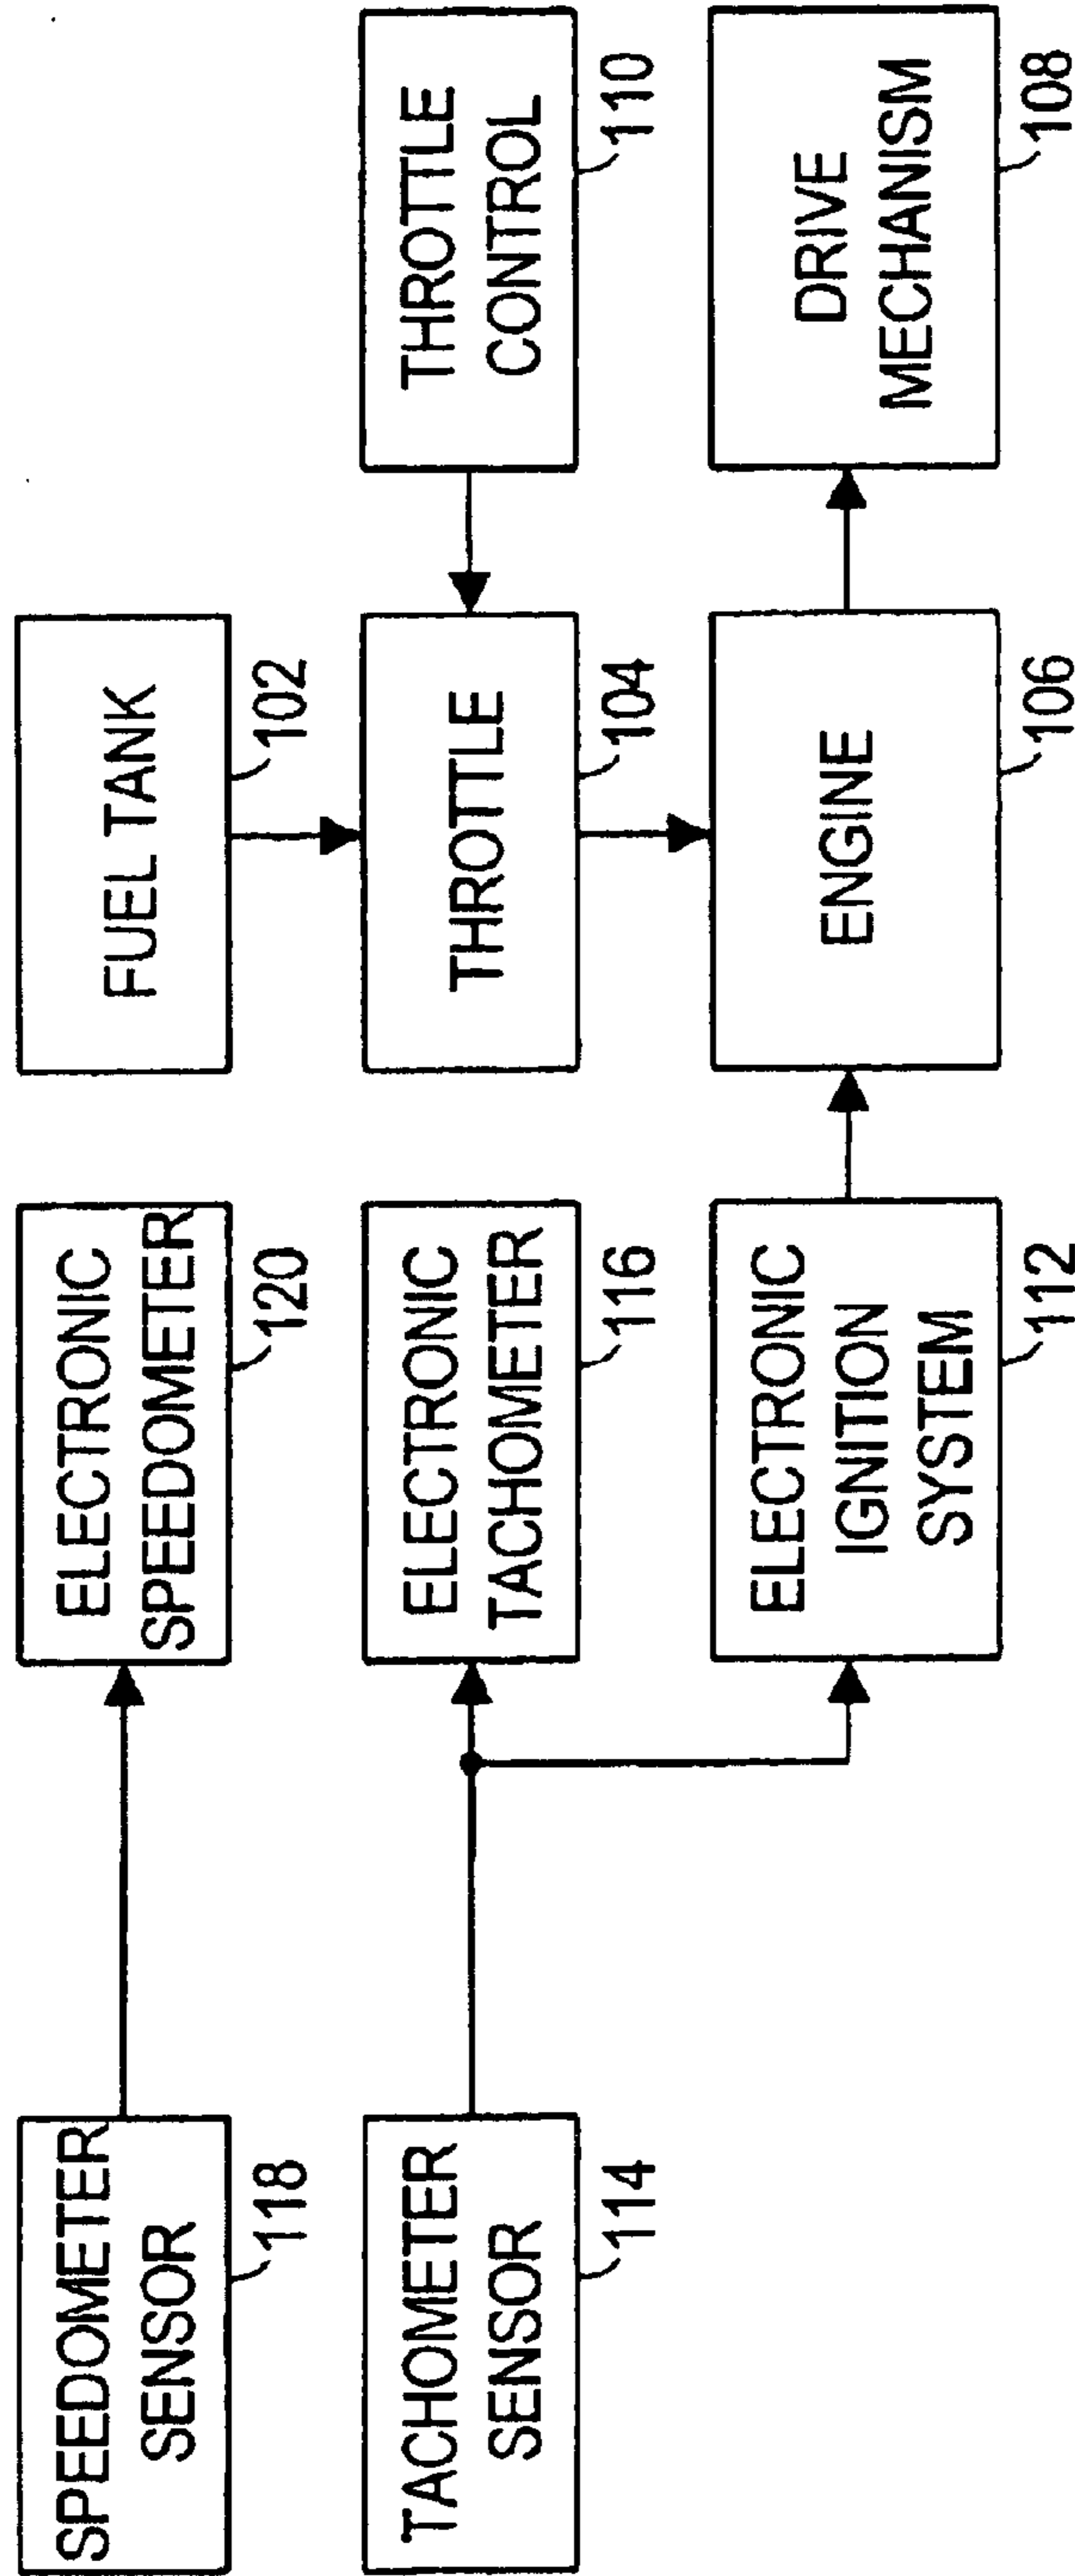 SPEEDOMETER
SENSOR
118
ELECTRONIC
SPEEDOMETER
120
FUEL TANK
102
TACHOMETER
SENSOR
114
ELECTRONIC
TACHOMETER
116
THROTTLE
104
THROTTLE
CONTROL
110
ELECTRONIC
IGNITION
SYSTEM
112
ENGINE
106
DRIVE
MECHANISM
108